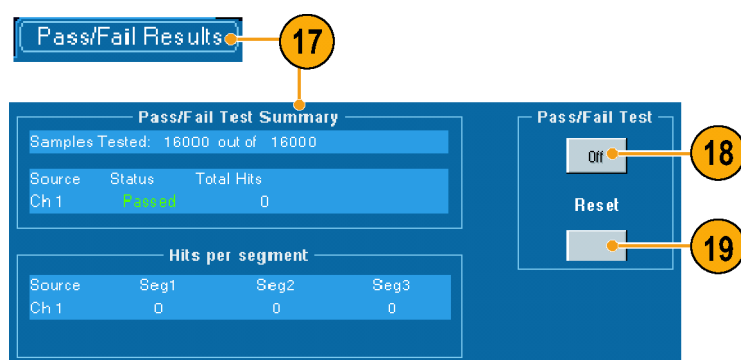 Pass/Fail Results
17
Pass/Fail Test Summary
Samples Tested: 16000 out of 16000
Source Status Total Hits
Ch 1 Passed 0
Hits per segment
Source Seg1 Seg2 Seg3
Ch 1 0 0 0
Pass/Fail Test
Off
18
Reset
19